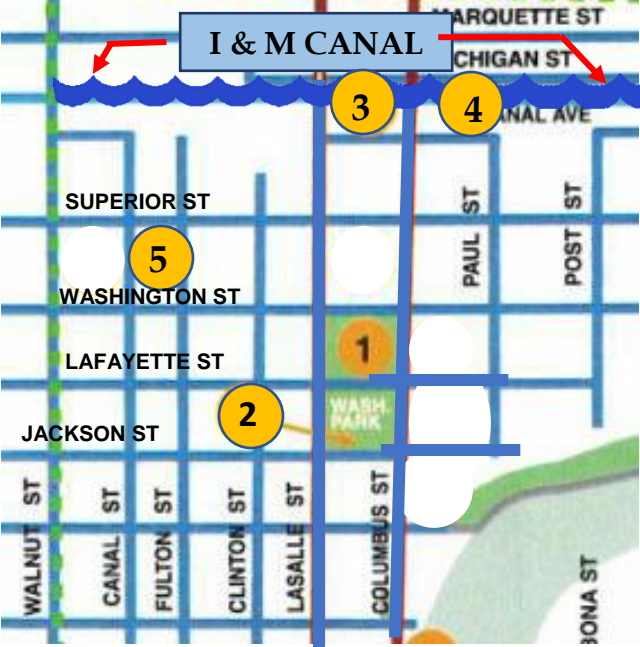 MARQUETTE ST
I & M CANAL
CHIGAN ST
3
4
ANAL AVE
SUPERIOR ST
PAUL ST
POST ST
5
WASHINGTON ST
1
LAFAYETTE ST
WASH.
PARK
2
JACKSON ST
WALNUT ST
CANAL ST
FULTON ST
CLINTON ST
LASALLE ST
COLUMBUS ST
BONA ST